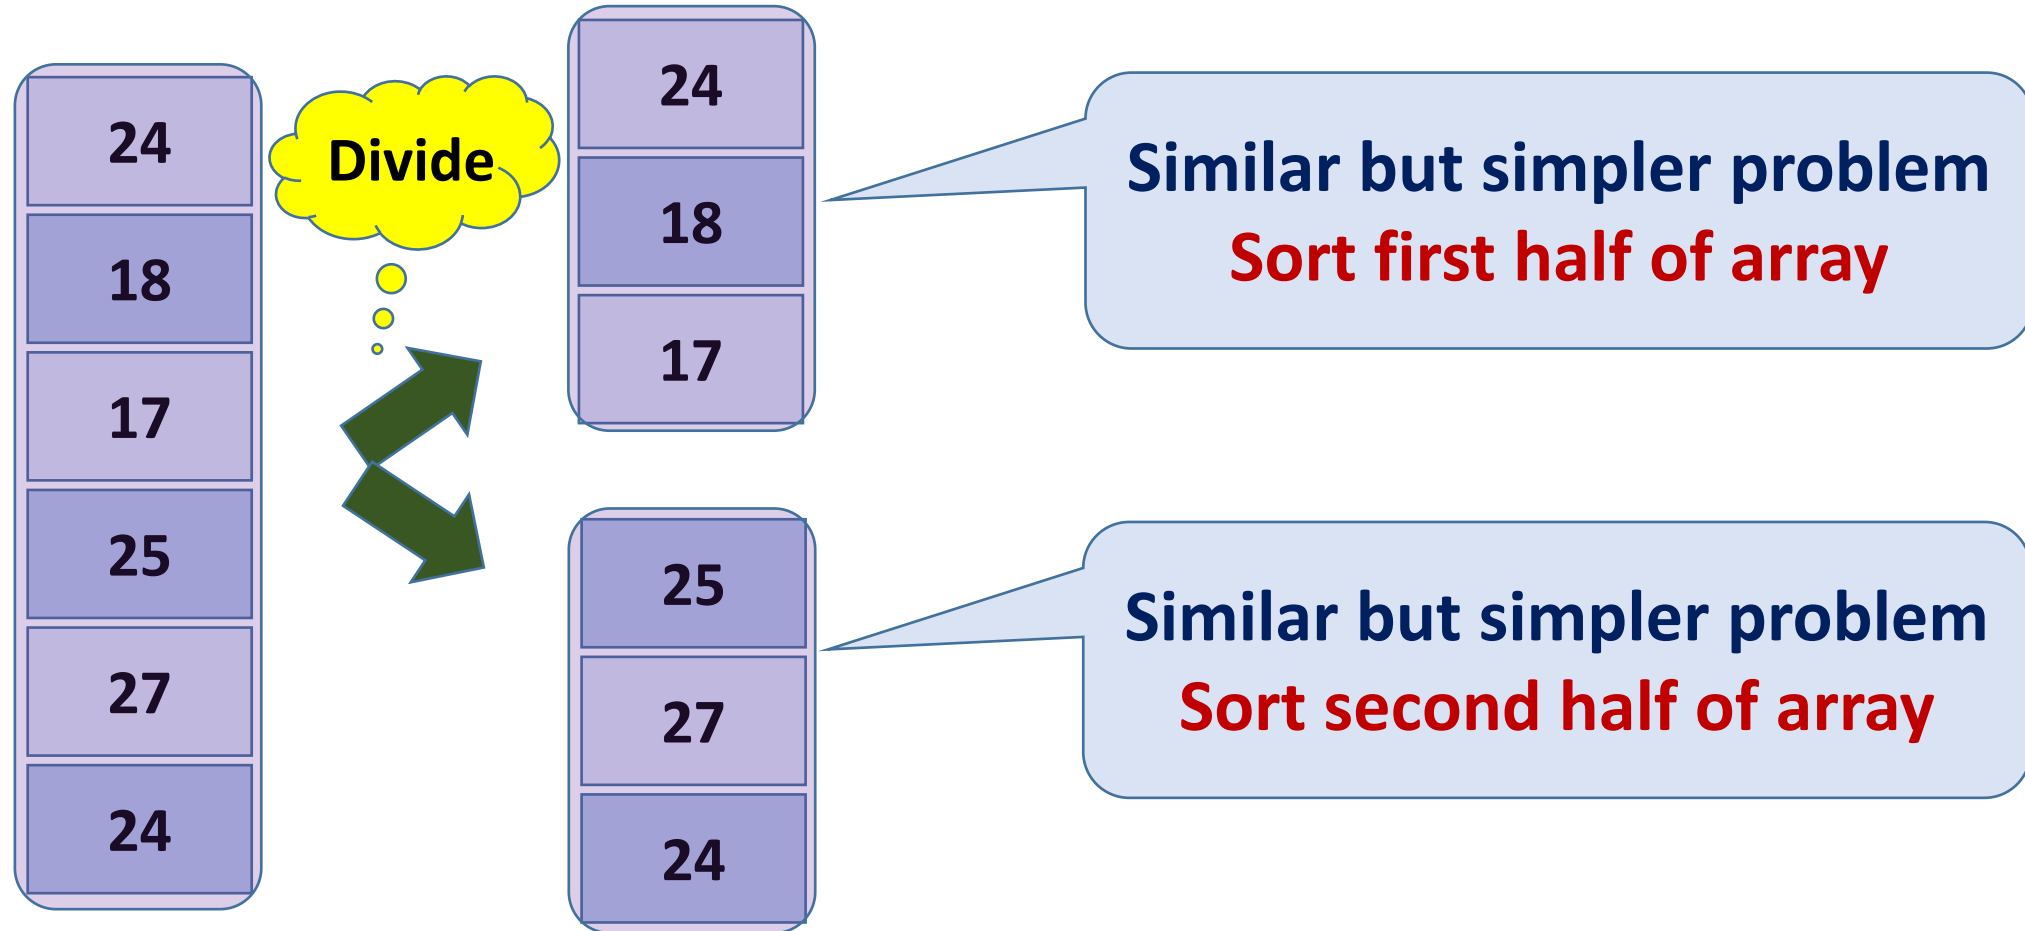 24
18
17
25
27
24
Divide
24
18
17
25
27
24
Similar but simpler problem
Sort first half of array
Similar but simpler problem
Sort second half of array